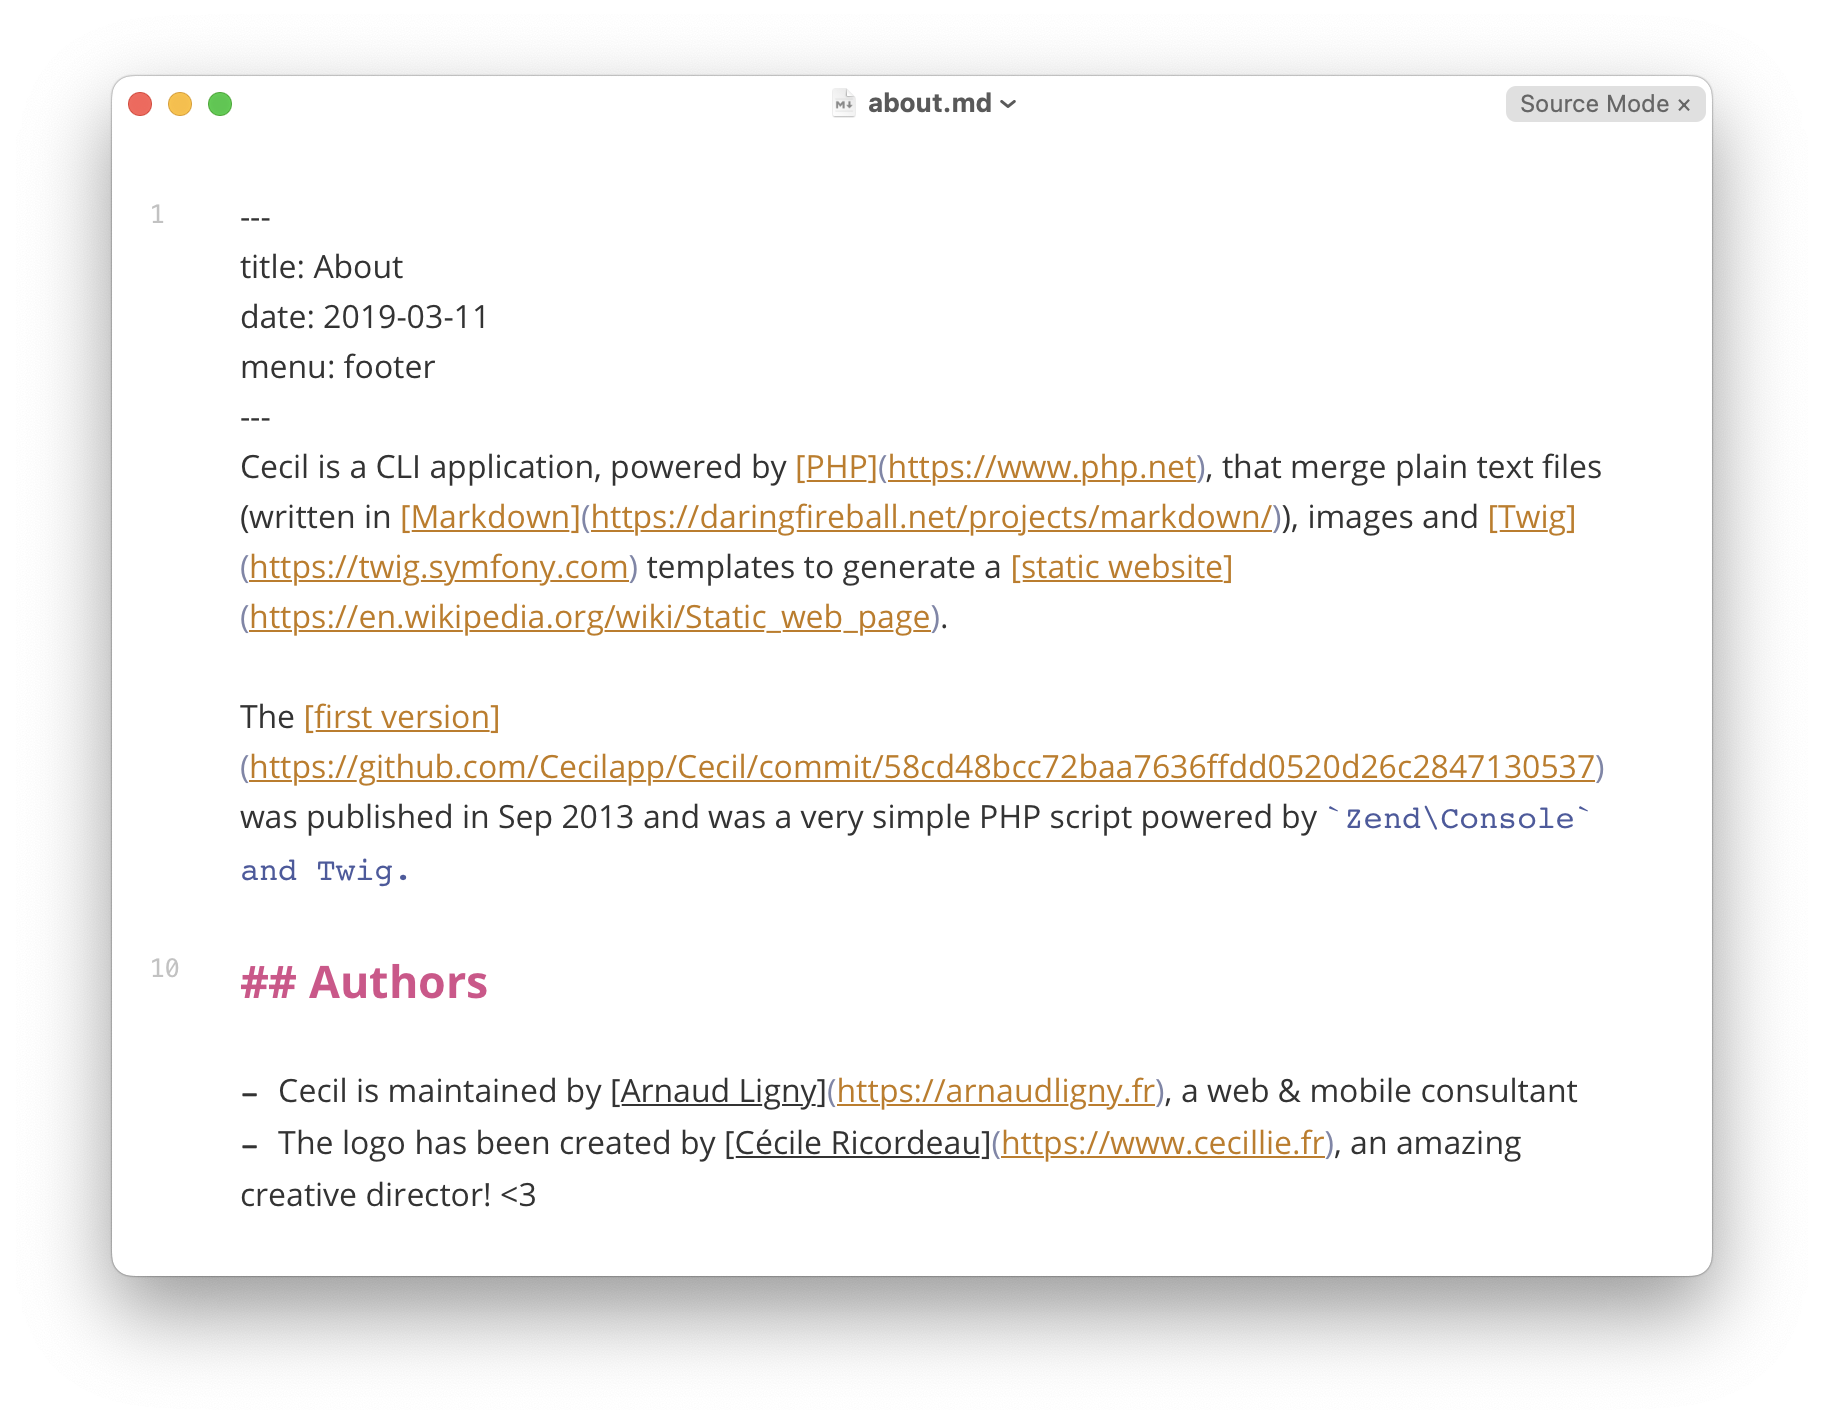 about.md
Source Mode ×
1
---
title: About
date: 2019-03-11
menu: footer
---
Cecil is a CLI application, powered by [PHP](https://www.php.net), that merge plain text files
(written in [Markdown](https://daringfireball.net/projects/markdown/)), images and [Twig]
(https://twig.symfony.com) templates to generate a [static website]
(https://en.wikipedia.org/wiki/Static_web_page).
The [first version]
(https://github.com/Cecilapp/Cecil/commit/58cd48bcc72baa7636ffdd0520d26c2847130537)
was published in Sep 2013 and was a very simple PHP script powered by `Zend\Console`
and Twig.
10
## Authors
- Cecil is maintained by [Arnaud Ligny](https://arnaudligny.fr), a web & mobile consultant
- The logo has been created by [Cécile Ricordeau](https://www.cecillie.fr), an amazing
creative director! <3